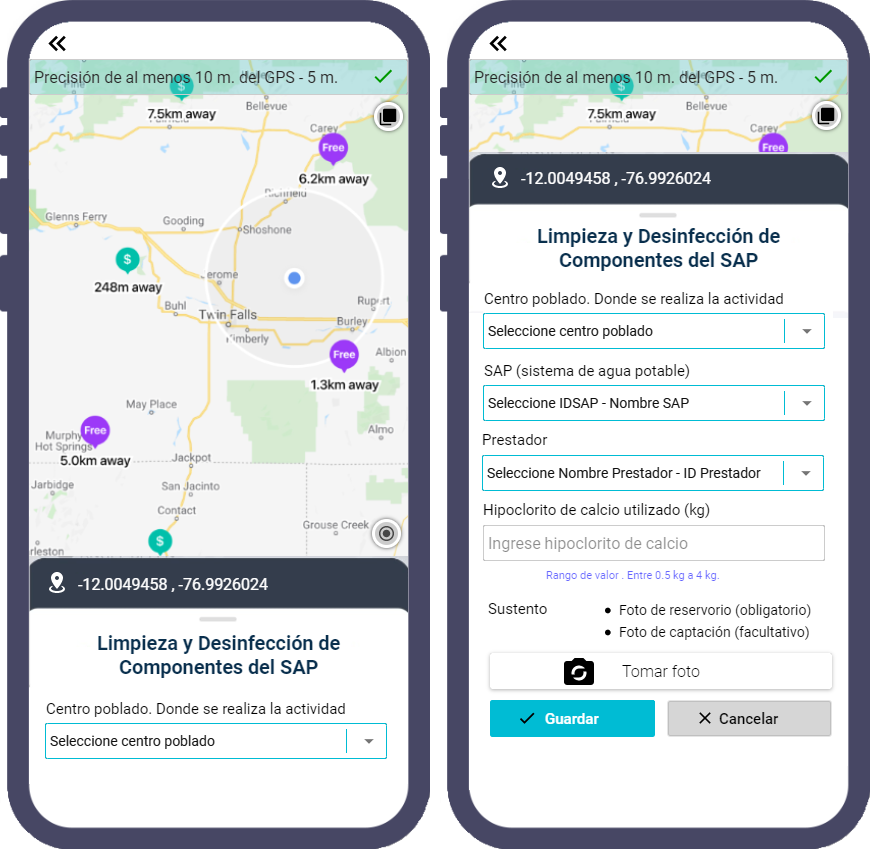 Precisión de al menos 10 m. del GPS - 5 m.
$
7.5km away
Fairfield
Bellevue
Carey
Free
6.2km away
Richfield
Glenns Ferry
Gooding
Shoshone
$
248m away
Jerome
Buhl
Twin Falls
Rupert
Burley
Kimberly
Free
Albion
1.3km away
May Place
Free
Murphy
Hot Springs
5.0km away
Almo
Jackpot
Jarbidge
San Jacinto
Contact
Grouse Creek
$
rleston
-12.0049458 , -76.9926024
Limpieza y Desinfección de
Componentes del SAP
Centro poblado. Donde se realiza la actividad
Seleccione centro poblado
Precisión de al menos 10 m. del GPS - 5 m.
$
7.5km away
Bellevue
Carey
Free
-12.0049458 , -76.9926024
Limpieza y Desinfección de
Componentes del SAP
Centro poblado. Donde se realiza la actividad
Seleccione centro poblado
SAP (sistema de agua potable)
Seleccione IDSAP - Nombre SAP
Prestador
Seleccione Nombre Prestador - ID Prestador
Hipoclorito de calcio utilizado (kg)
Ingrese hipoclorito de calcio
Rango de valor . Entre 0.5 kg a 4 kg.
Sustento
• Foto de reservorio (obligatorio)
• Foto de captación (facultativo)
Tomar foto
Guardar
Cancelar